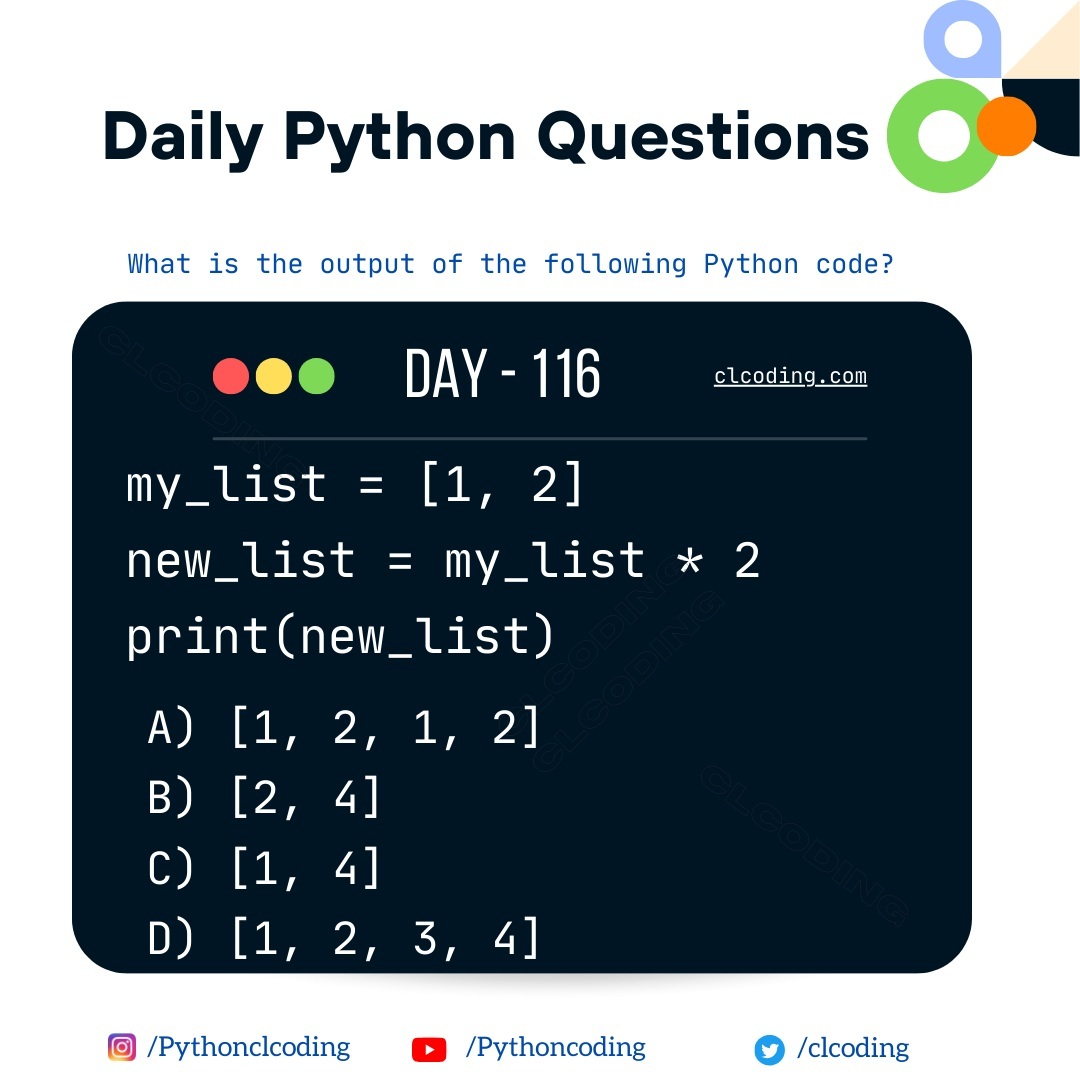 Daily Python Questions
What is the output of the following Python code?
DAY - 116
clcoding.com
my_list = [1, 2]
new_list = my_list * 2
print(new_list)
A) [1, 2, 1, 2]
B) [2, 4]
C) [1, 4]
D) [1, 2, 3, 4]
CLCODING
CLCODING
CLCODING
CLCODING
/Pythonclcoding
/Pythoncoding
/clcoding